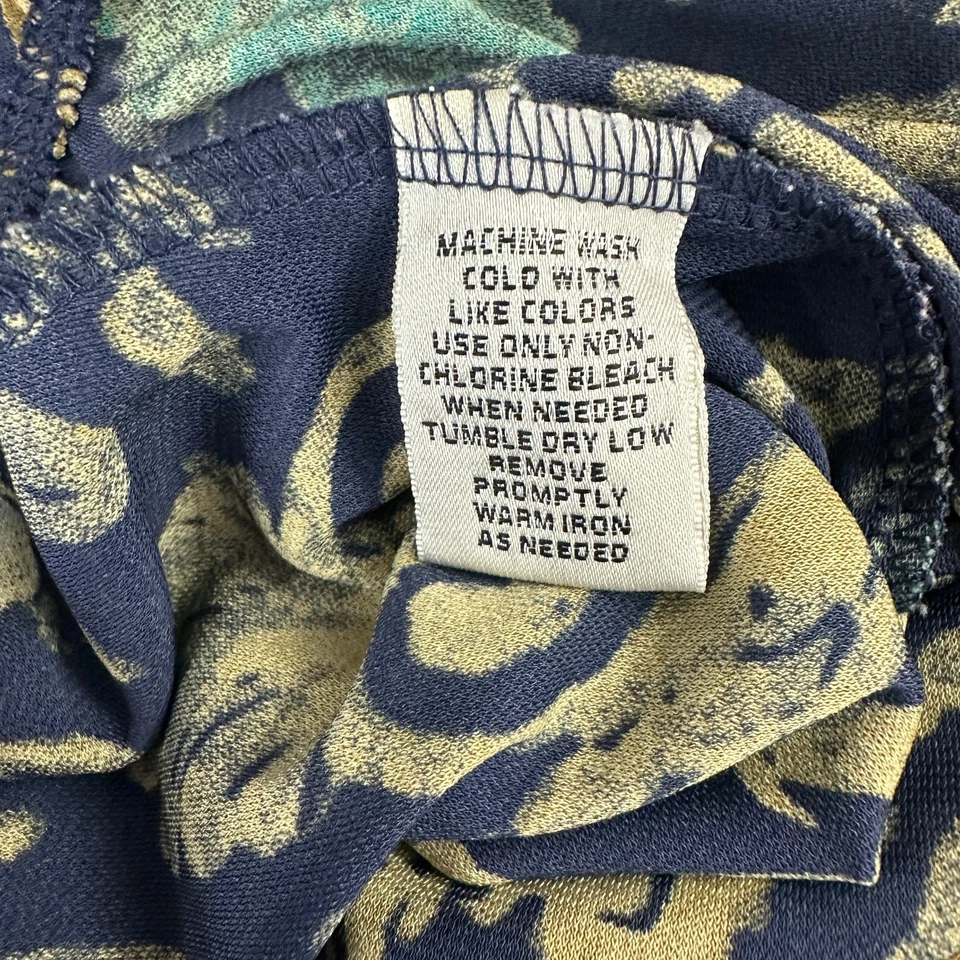 MACHINE WASH
COLD WITH
LIKE COLORS
USE ONLY NON-
CHLORINE BLEACH
WHEN NEEDED
TUMBLE DRY LOW
REMOVE
PROMPTLY
WARM IRON
AS NEEDED